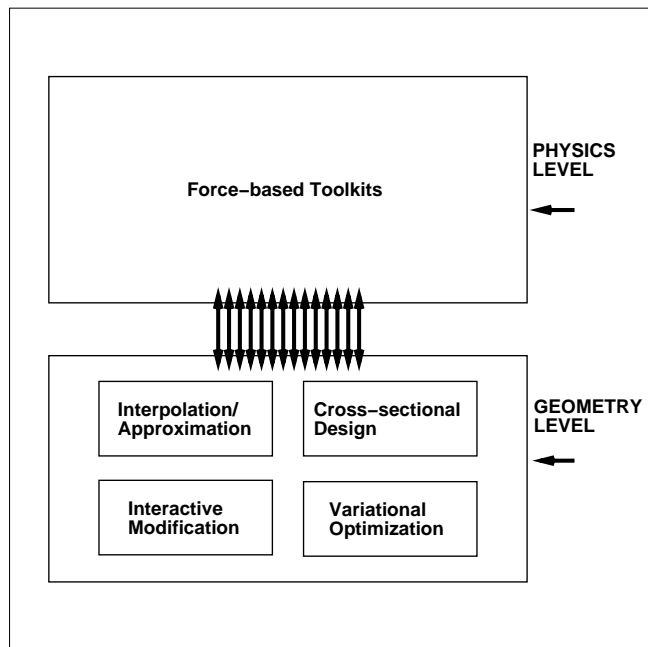 Force−based Toolkits
PHYSICS
LEVEL
Interpolation/
Approximation
Cross−sectional
Design
GEOMETRY
LEVEL
Interactive
Modification
Variational
Optimization